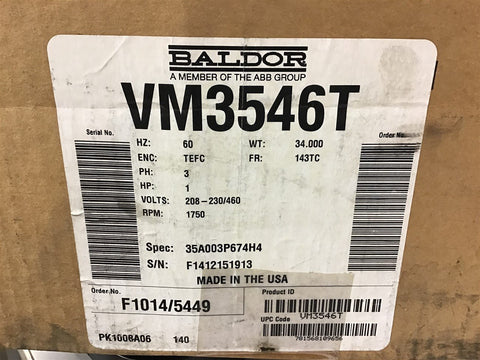 BALDOR
A MEMBER OF THE ABB GROUP
VM3546T
Serial No.
Order No.
HZ: 60 WT: 34.000
ENC: TEFC FR: 143TC
PH: 3
HP: 1
VOLTS: 208-230/460
RPM: 1750
Spec: 35A003P674H4
S/N: F1412151913
MADE IN THE USA
Order No.
F1014/5449
Product ID
VM3546T
UPC Code
701568109656
PK1008A06 140